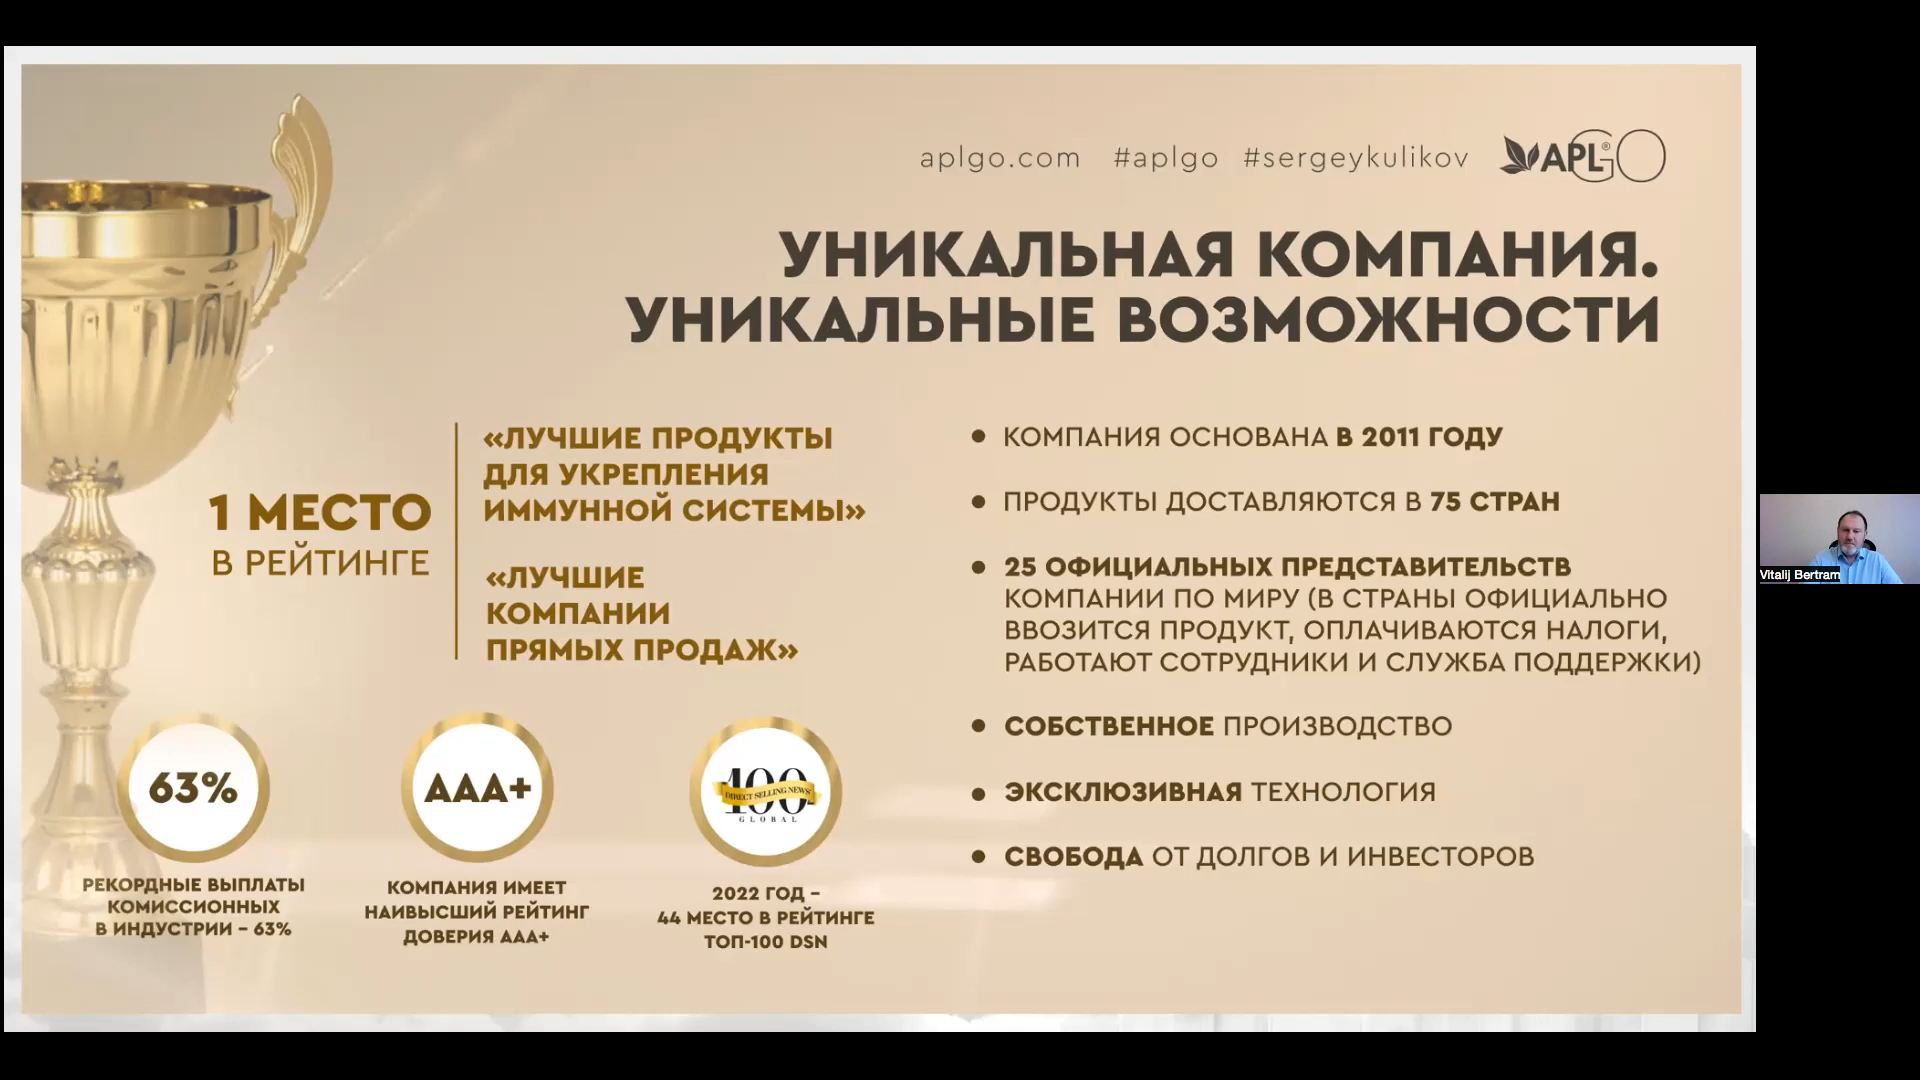 aplgo.com #aplgo #sergeykulikov APL® GO
УНИКАЛЬНАЯ КОМПАНИЯ.
УНИКАЛЬНЫЕ ВОЗМОЖНОСТИ
1 МЕСТО
В РЕЙТИНГЕ
«ЛУЧШИЕ ПРОДУКТЫ
ДЛЯ УКРЕПЛЕНИЯ
ИММУННОЙ СИСТЕМЫ»
«ЛУЧШИЕ
КОМПАНИИ
ПРЯМЫХ ПРОДАЖ»
63%
РЕКОРДНЫЕ ВЫПЛАТЫ
КОМИССИОННЫХ
В ИНДУСТРИИ – 63%
AAA+
КОМПАНИЯ ИМЕЕТ
НАИВЫСШИЙ РЕЙТИНГ
ДОВЕРИЯ ААА+
100
DIRECT SELLING NEWS
GLOBAL
2022 ГОД –
44 МЕСТО В РЕЙТИНГЕ
ТОП-100 DSN
• КОМПАНИЯ ОСНОВАНА В 2011 ГОДУ
• ПРОДУКТЫ ДОСТАВЛЯЮТСЯ В 75 СТРАН
• 25 ОФИЦИАЛЬНЫХ ПРЕДСТАВИТЕЛЬСТВ
КОМПАНИИ ПО МИРУ (В СТРАНЫ ОФИЦИАЛЬНО
ВВОЗИТСЯ ПРОДУКТ, ОПЛАЧИВАЮТСЯ НАЛОГИ,
РАБОТАЮТ СОТРУДНИКИ И СЛУЖБА ПОДДЕРЖКИ)
• СОБСТВЕННОЕ ПРОИЗВОДСТВО
• ЭКСКЛЮЗИВНАЯ ТЕХНОЛОГИЯ
• СВОБОДА ОТ ДОЛГОВ И ИНВЕСТОРОВ
Vitalij Bertram